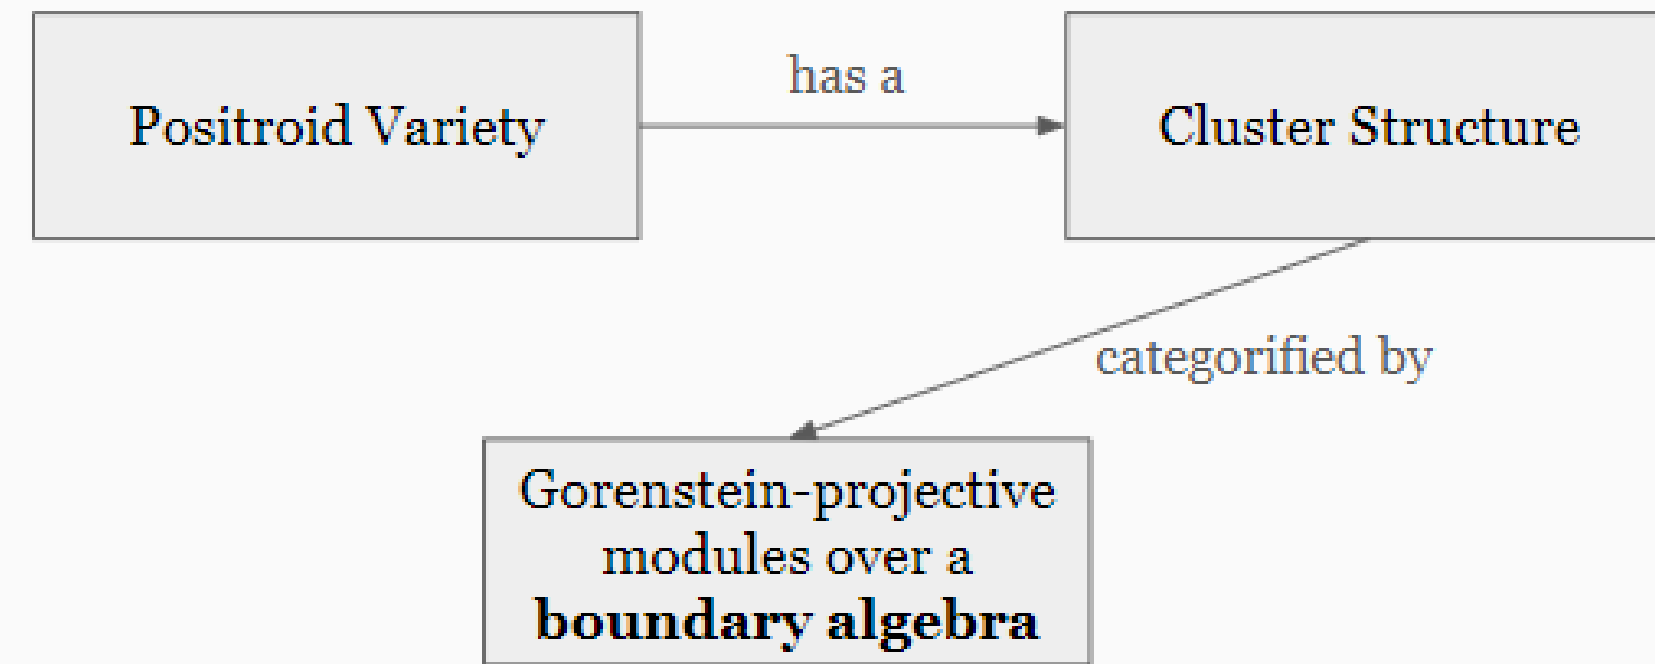 Positroid Variety
has a
Cluster Structure
categorified by
Gorenstein-projective
modules over a
boundary algebra